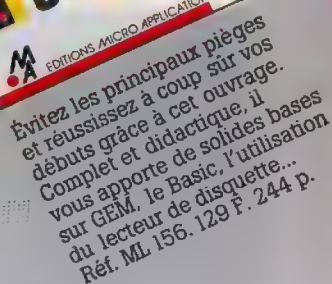 MA
EDITIONS MICRO APPLICATION
Évitez les principaux pièges
et réussissez à coup sûr vos
débuts grâce à cet ouvrage.
Complet et didactique, il
vous apporte de solides bases
sur GEM, le Basic, l'utilisation
du lecteur de disquette...
Réf. ML 156. 129 F. 244 p.